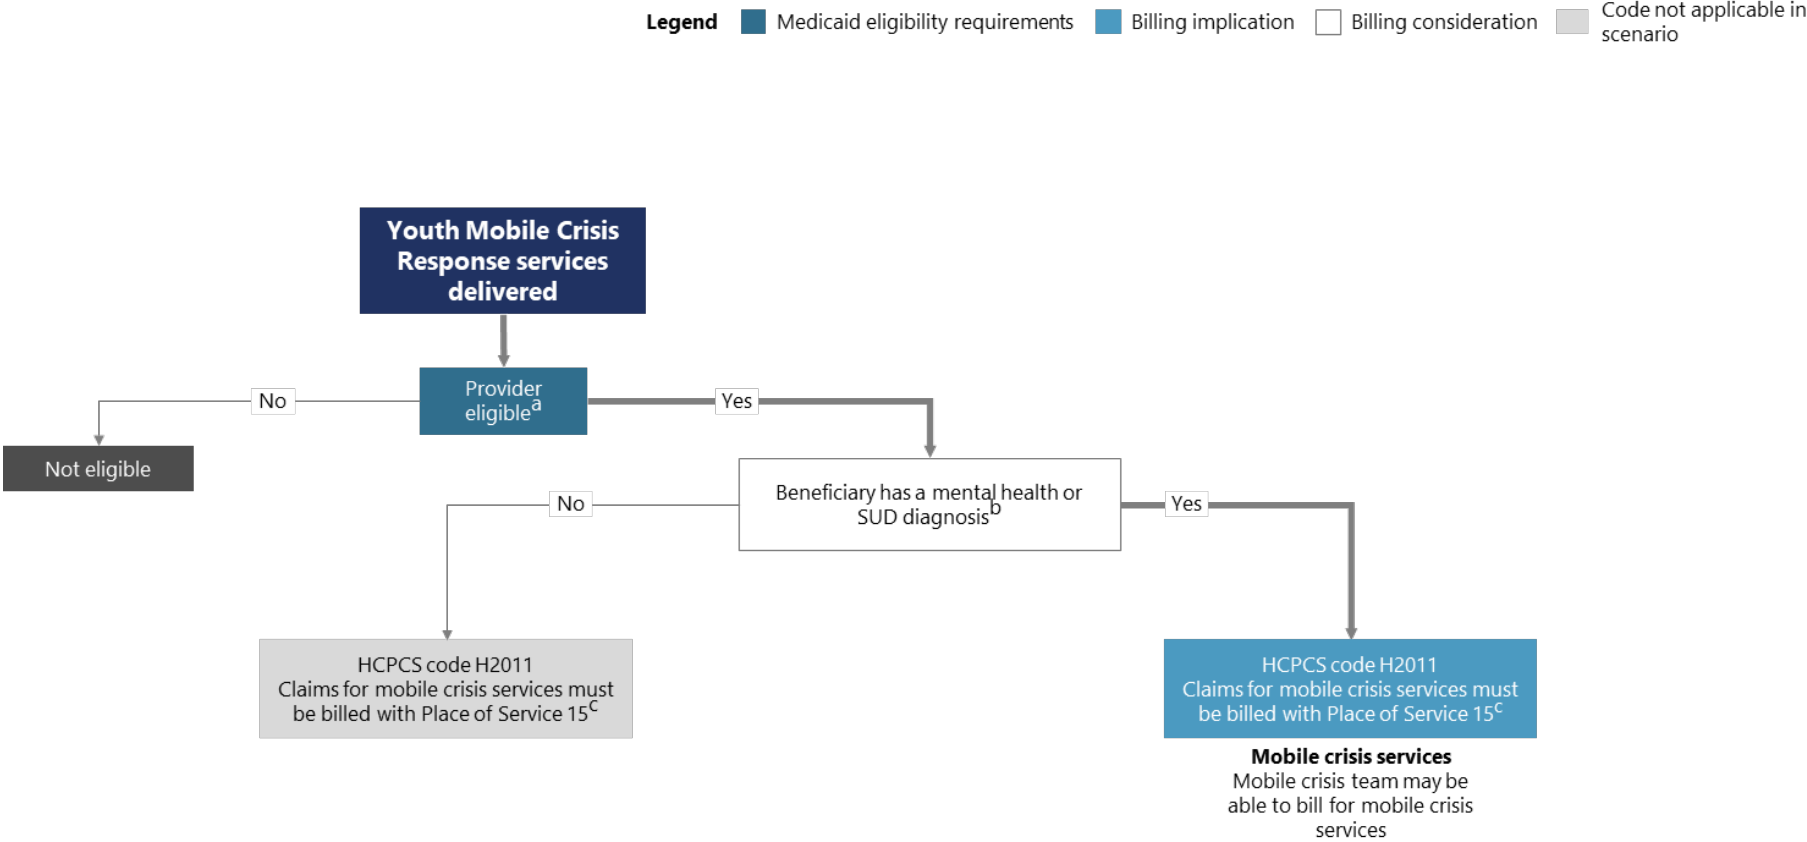 Legend
Medicaid eligibility requirements
Billing implication
Billing consideration
Code not applicable in
scenario
Youth Mobile Crisis
Response services
delivered
Provider
eligibleᵃ
No
Yes
Not eligible
Beneficiary has a mental health or
SUD diagnosisᵇ
No
Yes
HCPCS code H2011
Claims for mobile crisis services must
be billed with Place of Service 15ᶜ
HCPCS code H2011
Claims for mobile crisis services must
be billed with Place of Service 15ᶜ
Mobile crisis services
Mobile crisis team may be
able to bill for mobile crisis
services